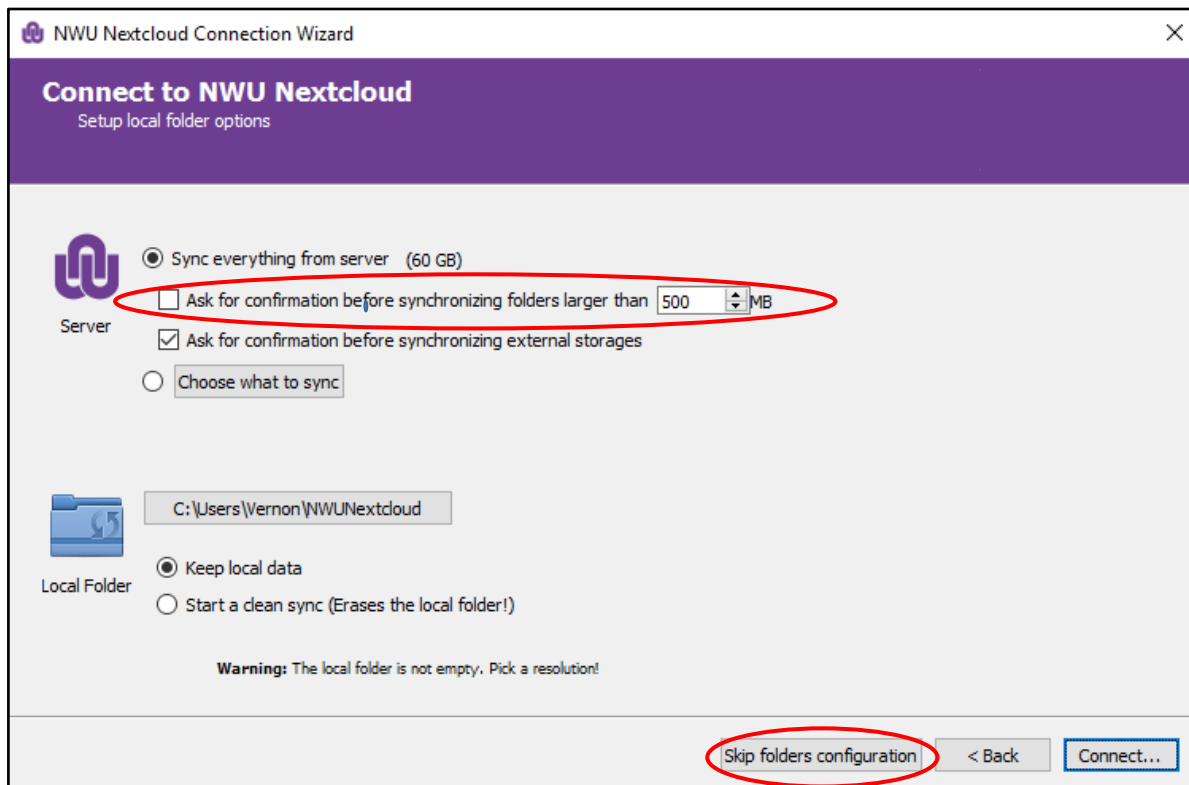 NWU Nextcloud Connection Wizard
Connect to NWU Nextcloud
Setup local folder options
Sync everything from server (60 GB)
Ask for confirmation before synchronizing folders larger than 500 MB
Server
Ask for confirmation before synchronizing external storages
Choose what to sync
C:\Users\Vernon\NWUNextcloud
Local Folder
Keep local data
Start a clean sync (Erases the local folder!)
Warning: The local folder is not empty. Pick a resolution!
Skip folders configuration < Back Connect...